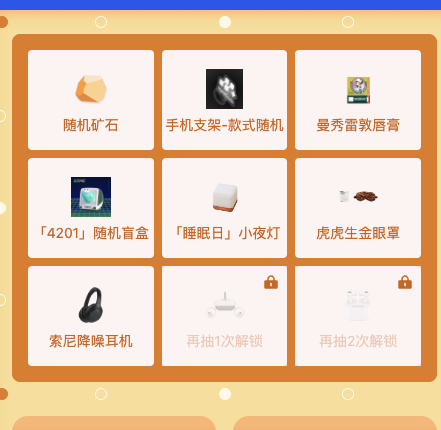 随机矿石
手机支架-款式随机
曼秀雷敦唇膏
「4201」随机盲盒
「睡眠日」小夜灯
虎虎生金眼罩
索尼降噪耳机
再抽1次解锁
再抽2次解锁